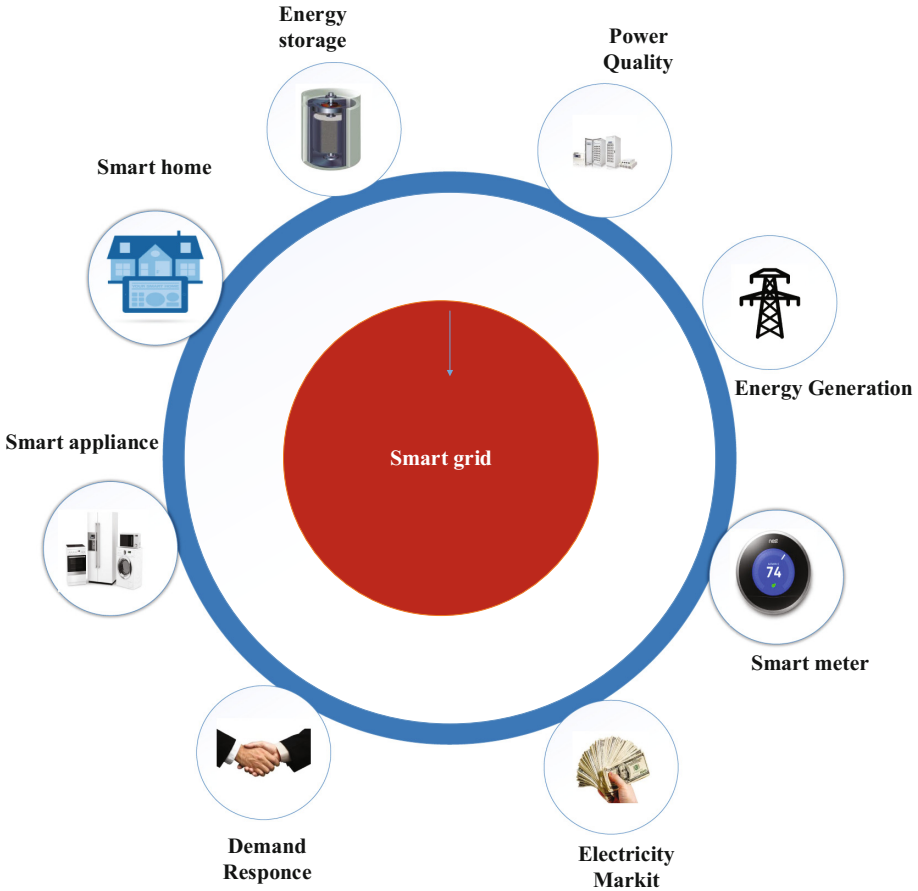 Energy
storage
Power
Quality
Smart home
Energy Generation
Smart appliance
Smart grid
nest
74
Smart meter
Demand
Responce
Electricity
Markit